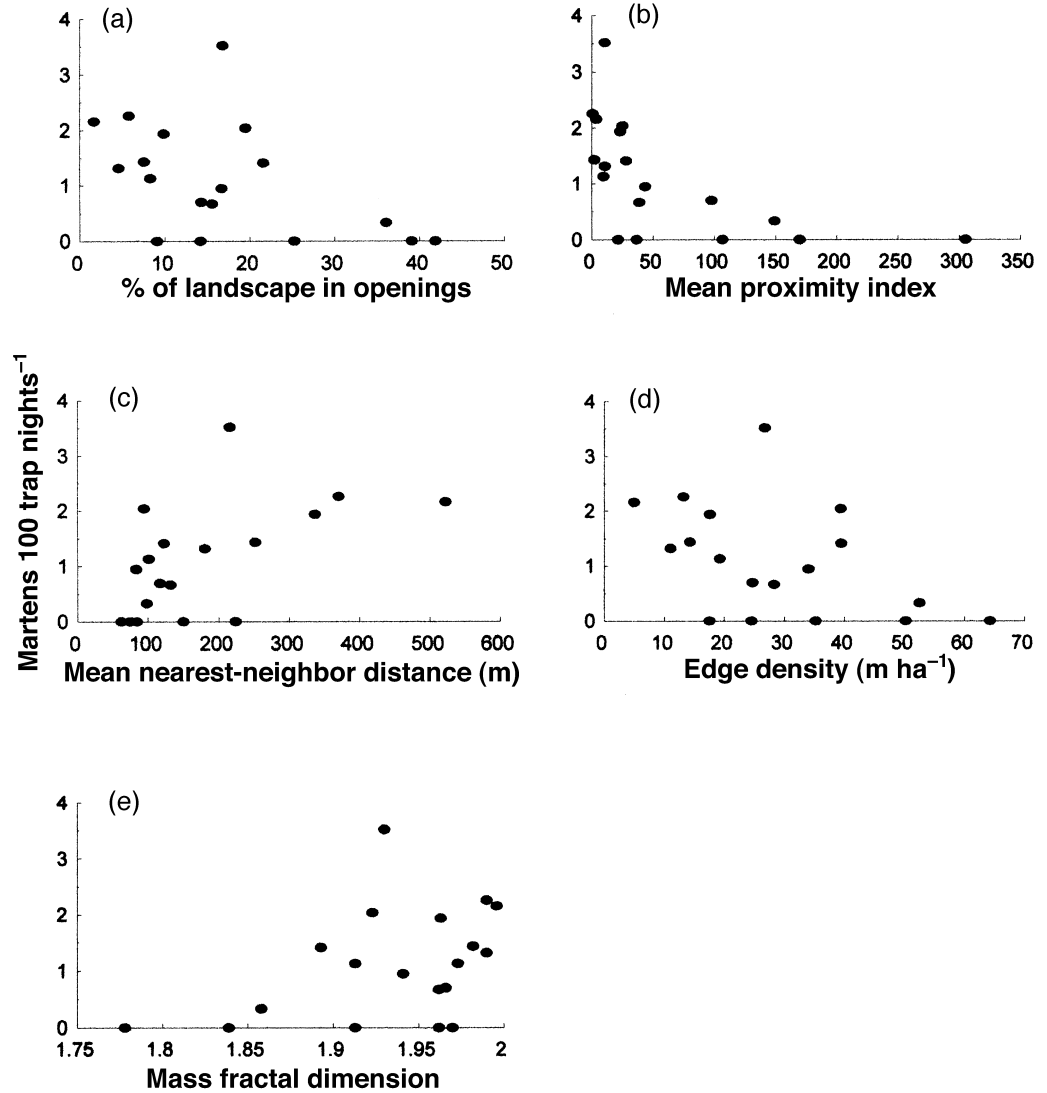 (a)
4
3
2
1
0
0 10 20 30 40 50
% of landscape in openings
(b)
4
3
2
1
0
0 50 100 150 200 250 300 350
Mean proximity index
Martens 100 trap nights⁻¹
(c)
4
3
2
1
0
0 100 200 300 400 500 600
Mean nearest-neighbor distance (m)
(d)
4
3
2
1
0
0 10 20 30 40 50 60 70
Edge density (m ha⁻¹)
(e)
4
3
2
1
0
1.75 1.8 1.85 1.9 1.95 2
Mass fractal dimension